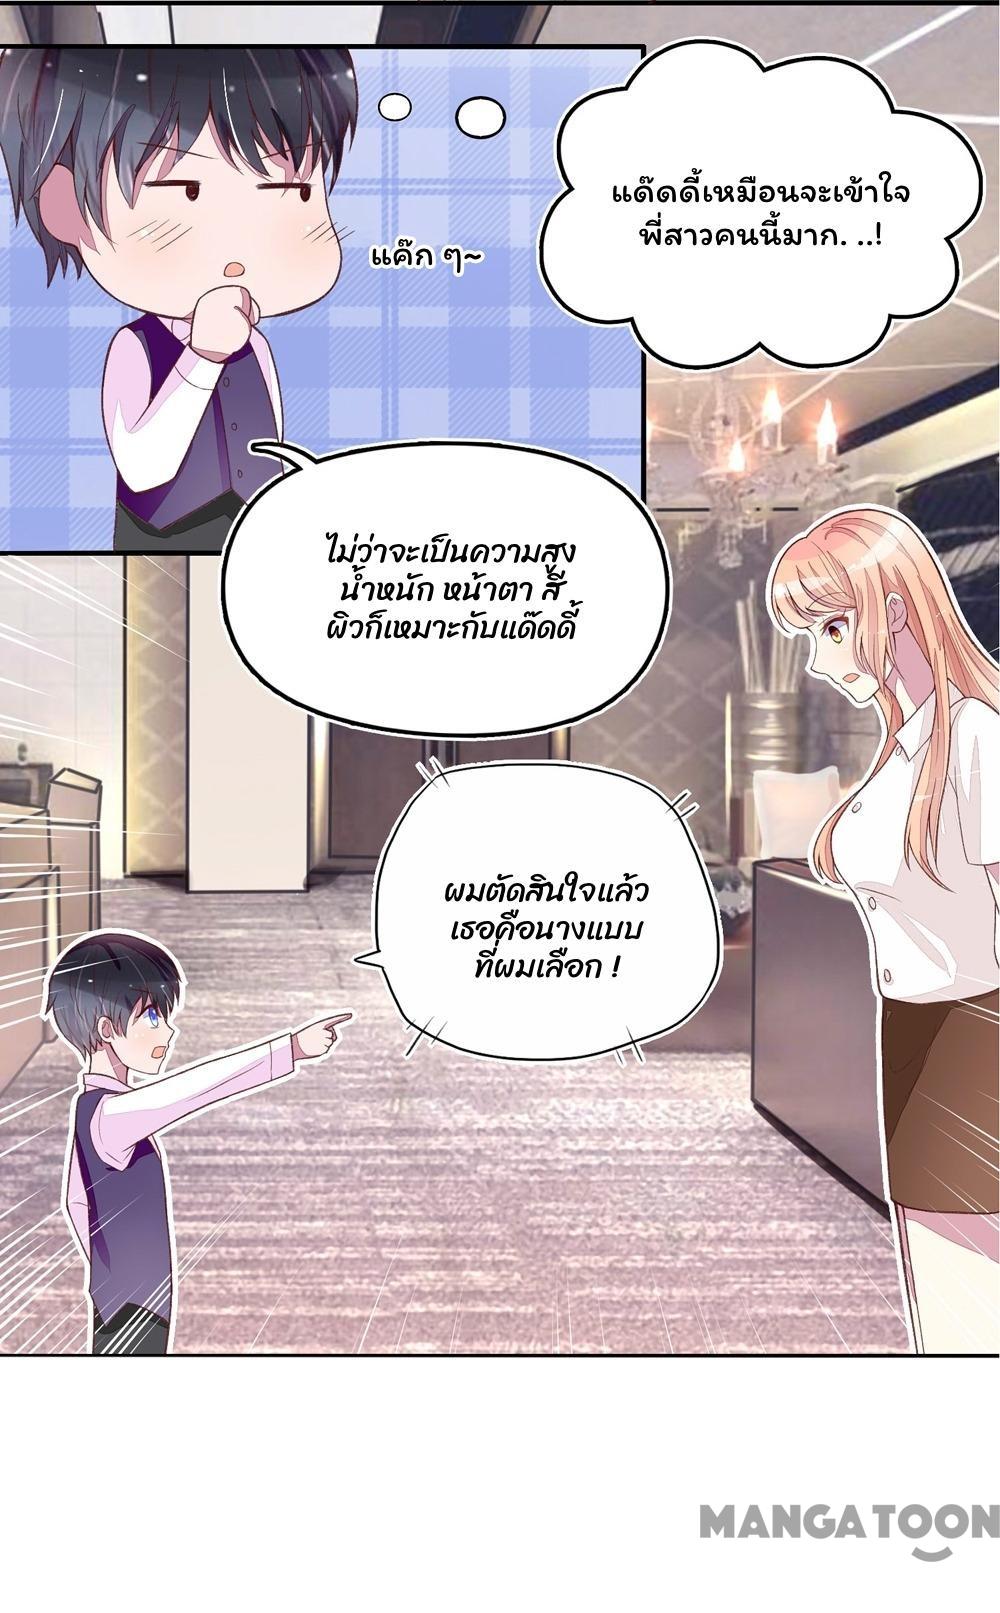 แด๊ดดี้เหมือนจะเข้าใจ
พี่สาวคนนี้มาก. ..!
แค๊ก ๆ~
ไม่ว่าจะเป็นความสูง
น้ำหนัก หน้าตา สี
ผิวก็เหมาะกับแด๊ดดี้
ผมตัดสินใจแล้ว
เธอคือนางแบบ
ที่ผมเลือก !
MANGATOON